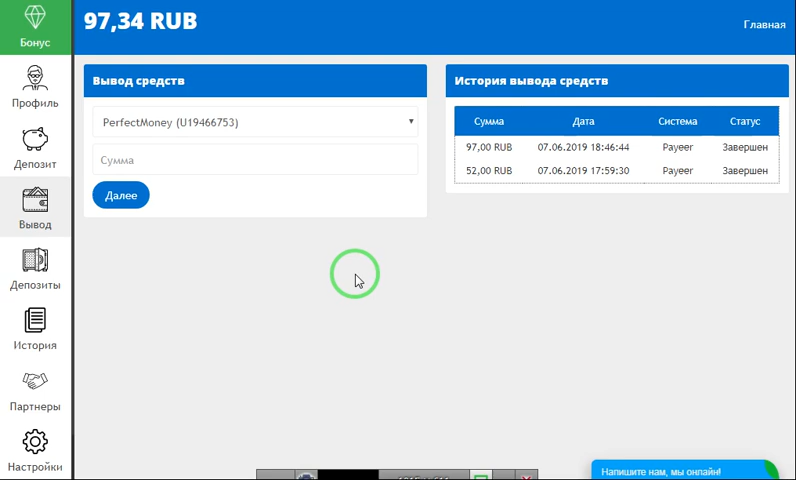 97,34 RUB
Главная
Бонус
Профиль
Депозит
Вывод
Депозиты
История
Партнеры
Настройки
Вывод средств
PerfectMoney (U19466753)
Сумма
Далее
История вывода средств
Сумма Дата Система Статус
97,00 RUB 07.06.2019 18:46:44 Payeer Завершен
52,00 RUB 07.06.2019 17:59:30 Payeer Завершен
Напишите нам, мы онлайн!